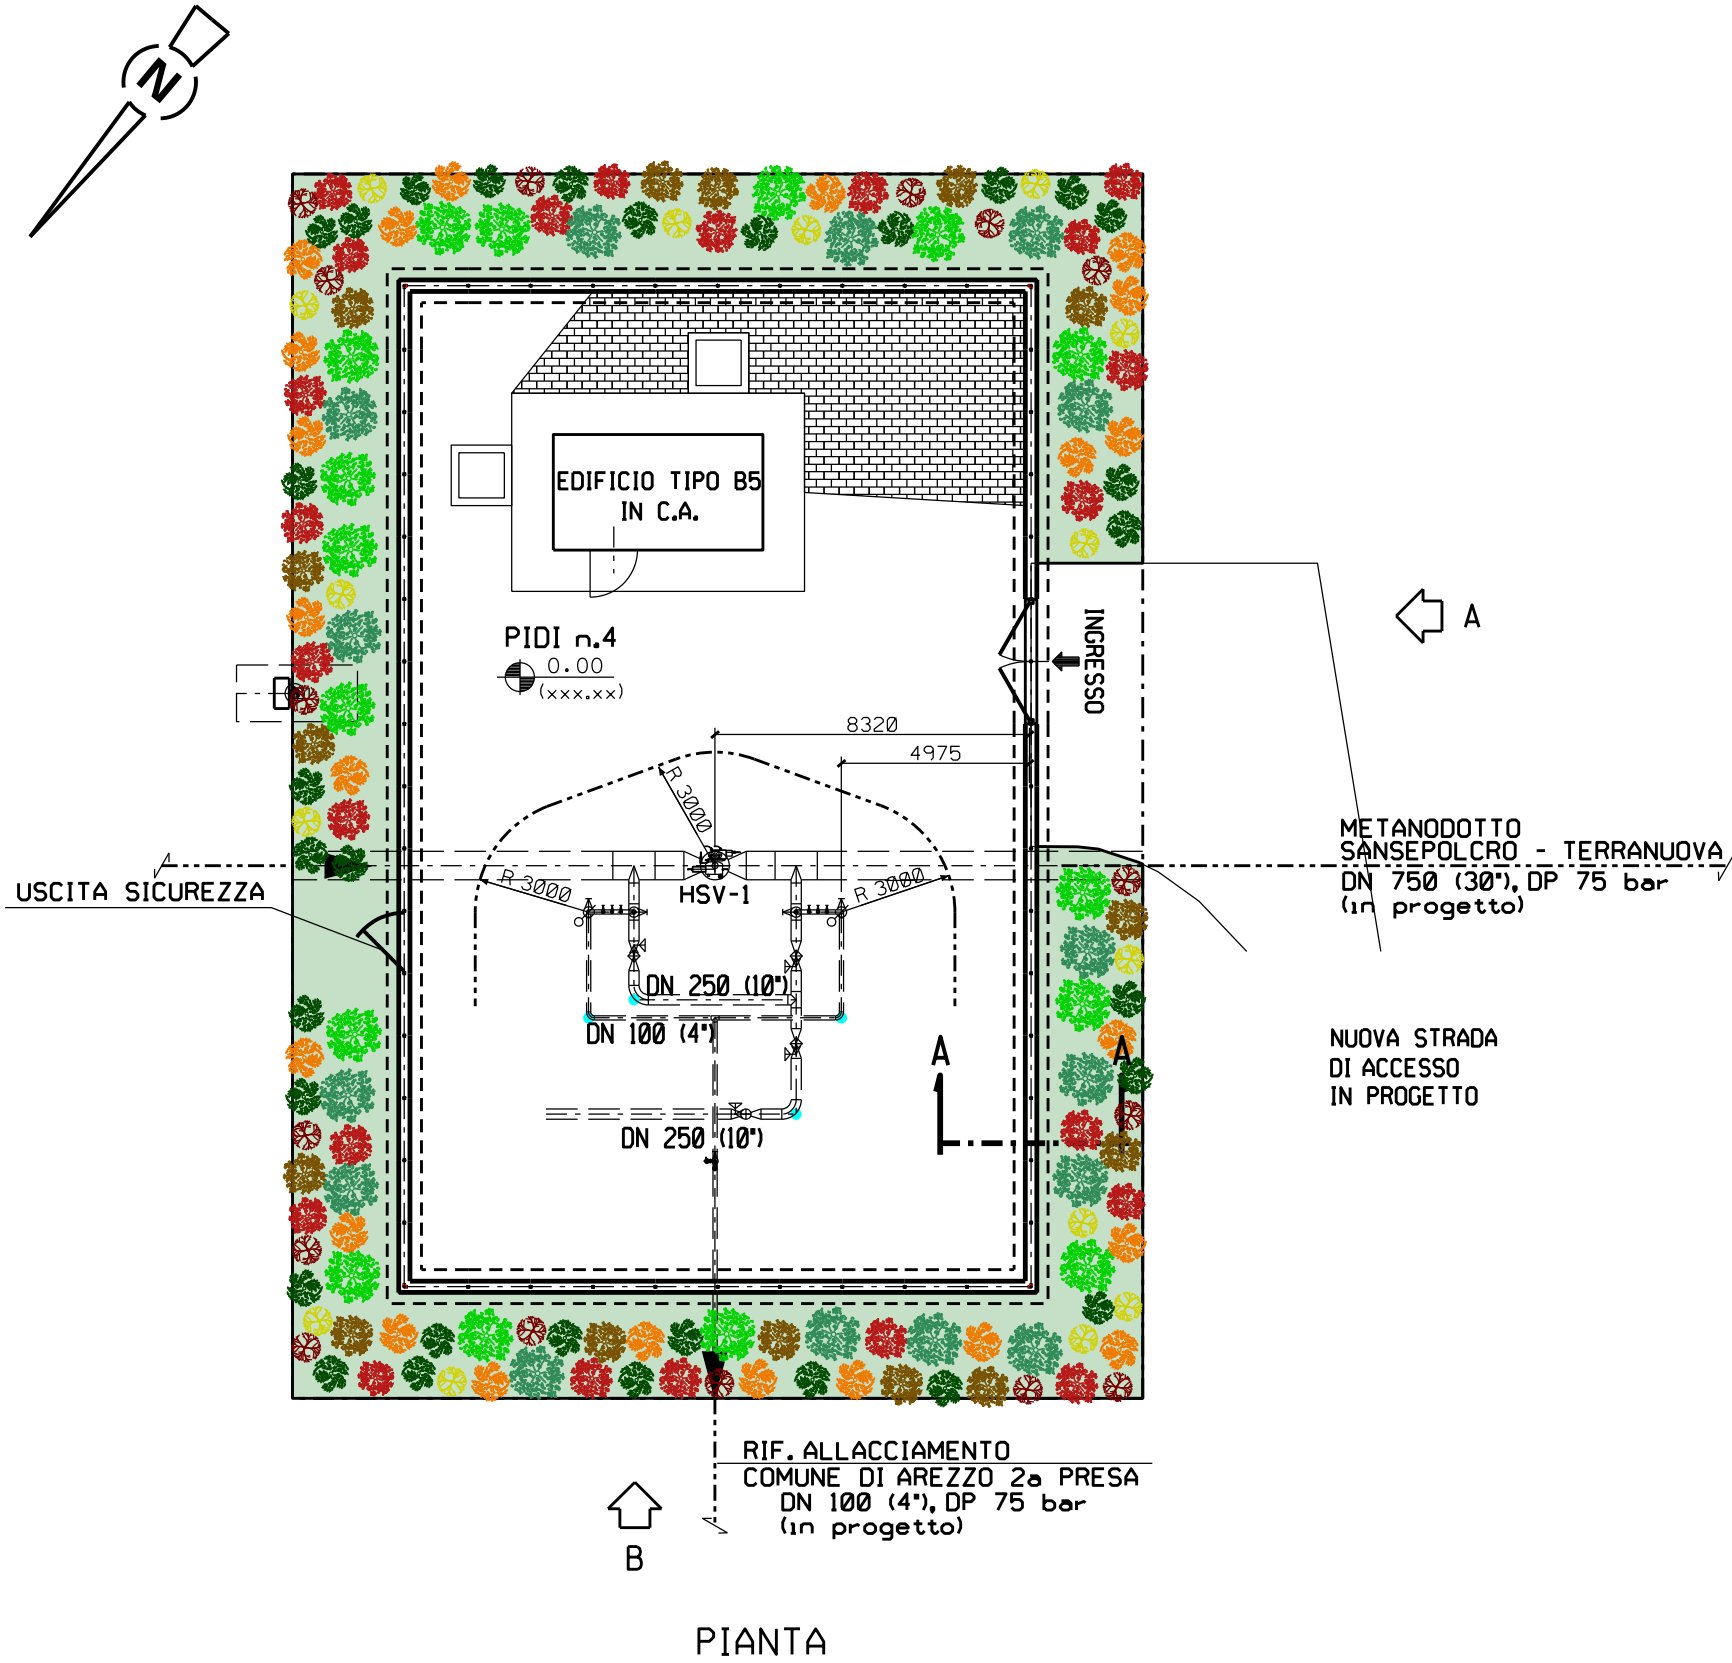 N
EDIFICIO TIPO B5
IN C.A.
PIDI n.4
0.00
(xxx.xx)
INGRESSO
A
8320
4975
R 3000
R 3000
R 3000
HSV-1
USCITA SICUREZZA
METANODOTTO
SANSEPOLCRO - TERRANUOVA
DN 750 (30"), DP 75 bar
(in progetto)
DN 250 (10")
DN 100 (4")
DN 250 (10")
A
A
NUOVA STRADA
DI ACCESSO
IN PROGETTO
RIF. ALLACCIAMENTO
COMUNE DI AREZZO 2a PRESA
DN 100 (4"), DP 75 bar
(in progetto)
B
PIANTA